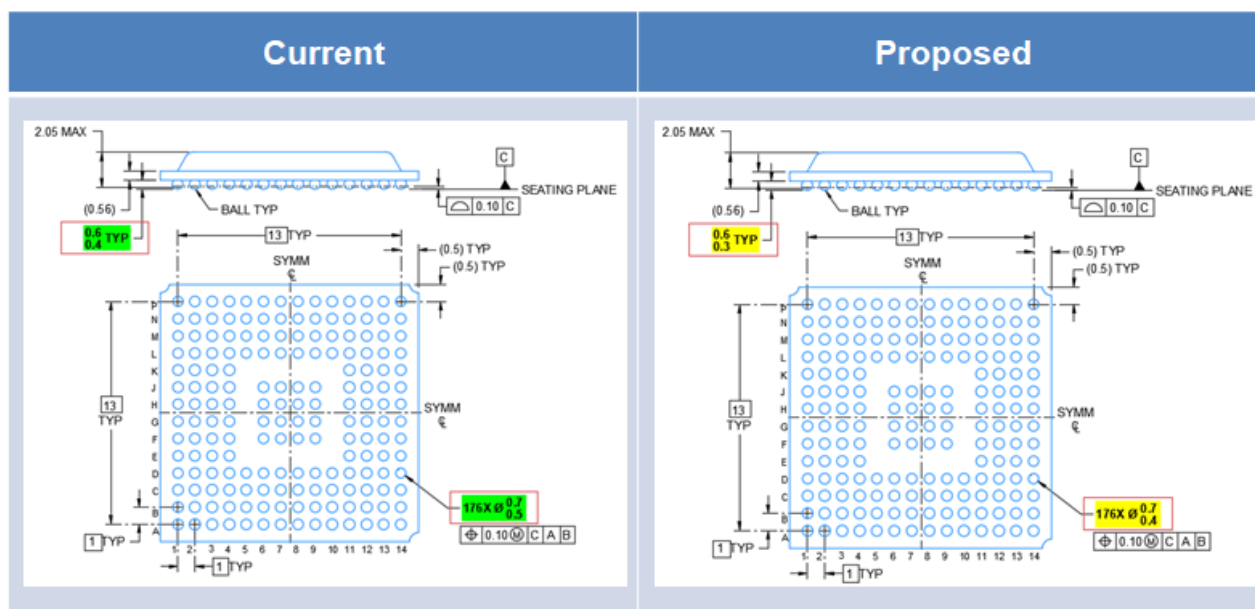 Current
Proposed
2.05 MAX
C
SEATING PLANE
(0.56)
BALL TYP
0.10 C
0.6
0.4 TYP
13 TYP
(0.5) TYP
(0.5) TYP
SYMM
℄
P
N
M
L
K
J
H
G
F
E
D
C
B
A
13
TYP
SYMM
℄
176X Ø 0.7
0.5
⌖ 0.10 Ⓜ C A B
1 TYP
1 2 3 4 5 6 7 8 9 10 11 12 13 14
1 TYP
2.05 MAX
C
SEATING PLANE
(0.56)
BALL TYP
0.10 C
0.6
0.3 TYP
13 TYP
(0.5) TYP
(0.5) TYP
SYMM
℄
P
N
M
L
K
J
H
G
F
E
D
C
B
A
13
TYP
SYMM
℄
176X Ø 0.7
0.4
⌖ 0.10 Ⓜ C A B
1 TYP
1 2 3 4 5 6 7 8 9 10 11 12 13 14
1 TYP